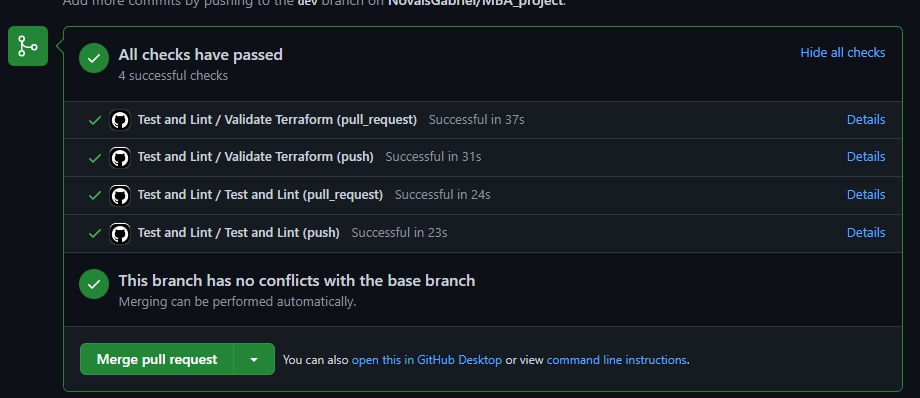 Add more commits by pushing to the dev branch on NovaisGabriel/MBA_project.
All checks have passed
Hide all checks
4 successful checks
Test and Lint / Validate Terraform (pull_request) Successful in 37s Details
Test and Lint / Validate Terraform (push) Successful in 31s Details
Test and Lint / Test and Lint (pull_request) Successful in 24s Details
Test and Lint / Test and Lint (push) Successful in 23s Details
This branch has no conflicts with the base branch
Merging can be performed automatically.
Merge pull request You can also open this in GitHub Desktop or view command line instructions.